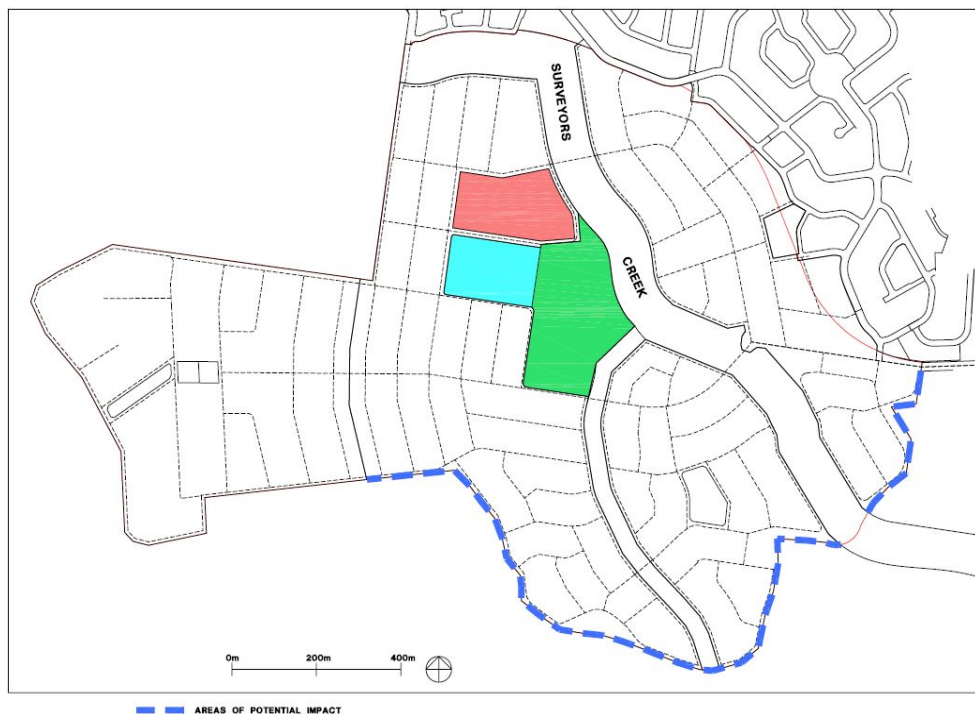 SURVEYORS
CREEK
0m 200m 400m
AREAS OF POTENTIAL IMPACT